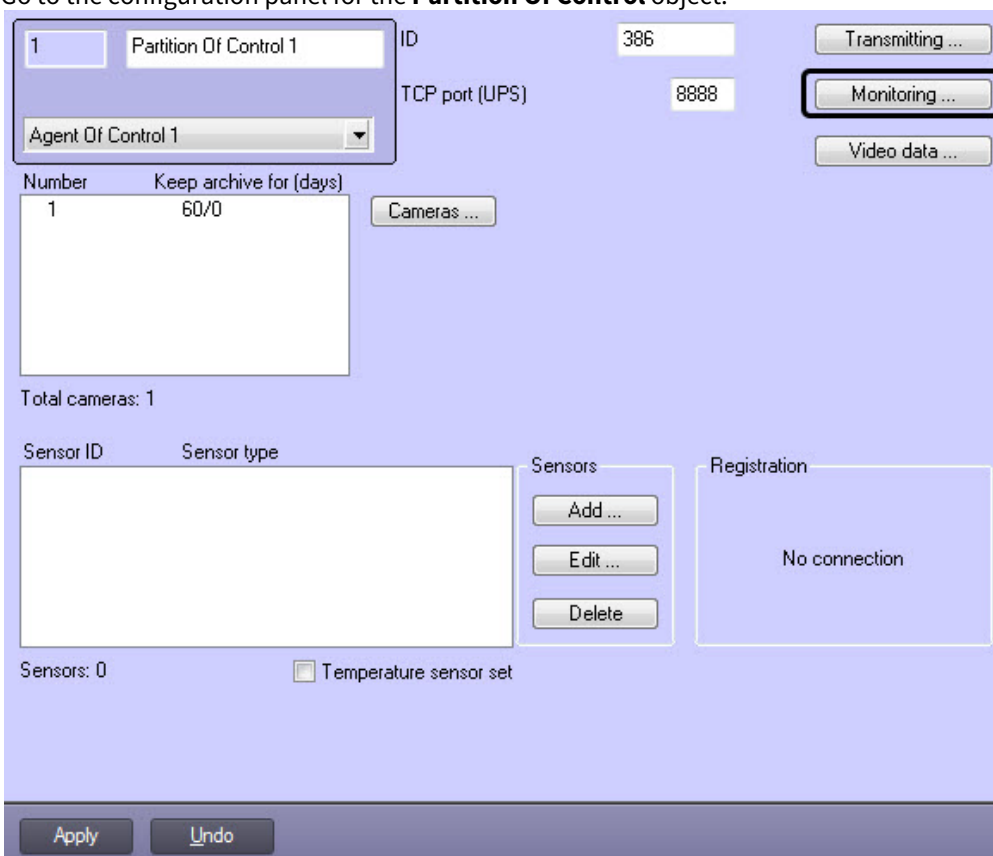 Go to the configuration panel for the Partition Of Control object.
1 Partition Of Control 1 ID 386 Transmitting ...
TCP port (UPS) 8888 Monitoring ...
Agent Of Control 1 Video data ...
Number Keep archive for (days)
1 60/0 Cameras ...
Total cameras: 1
Sensor ID Sensor type Sensors Registration
Add ...
Edit ... No connection
Delete
Sensors: 0 Temperature sensor set
Apply Undo